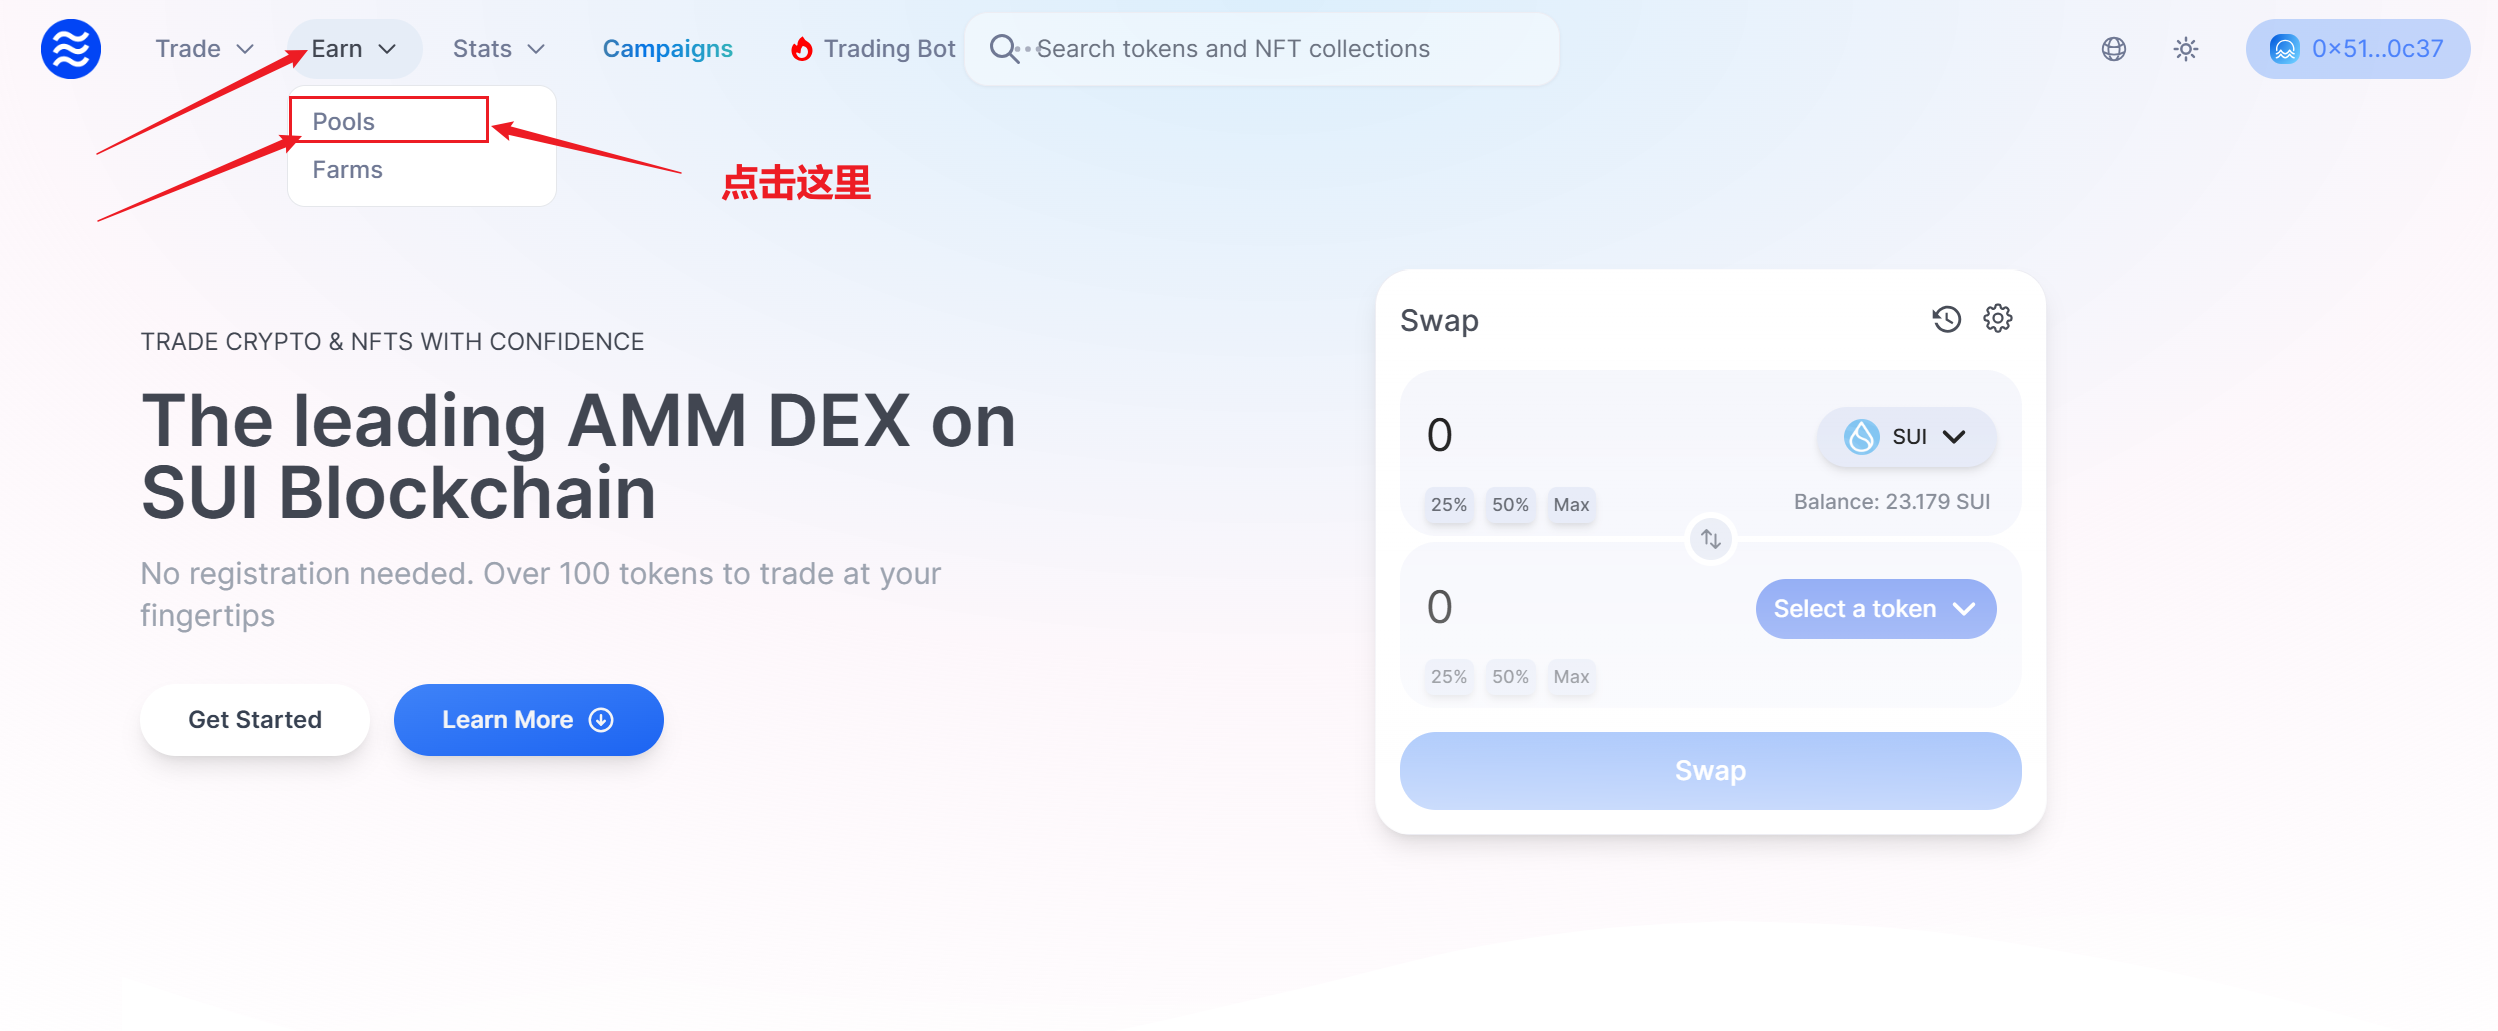 Trade
Earn
Stats
Campaigns
Trading Bot
Search tokens and NFT collections
0x51...0c37
Pools
Farms
点击这里
TRADE CRYPTO & NFTS WITH CONFIDENCE
The leading AMM DEX on
SUI Blockchain
No registration needed. Over 100 tokens to trade at your
fingertips
Get Started
Learn More
Swap
0
SUI
25%
50%
Max
Balance: 23.179 SUI
0
Select a token
25%
50%
Max
Swap